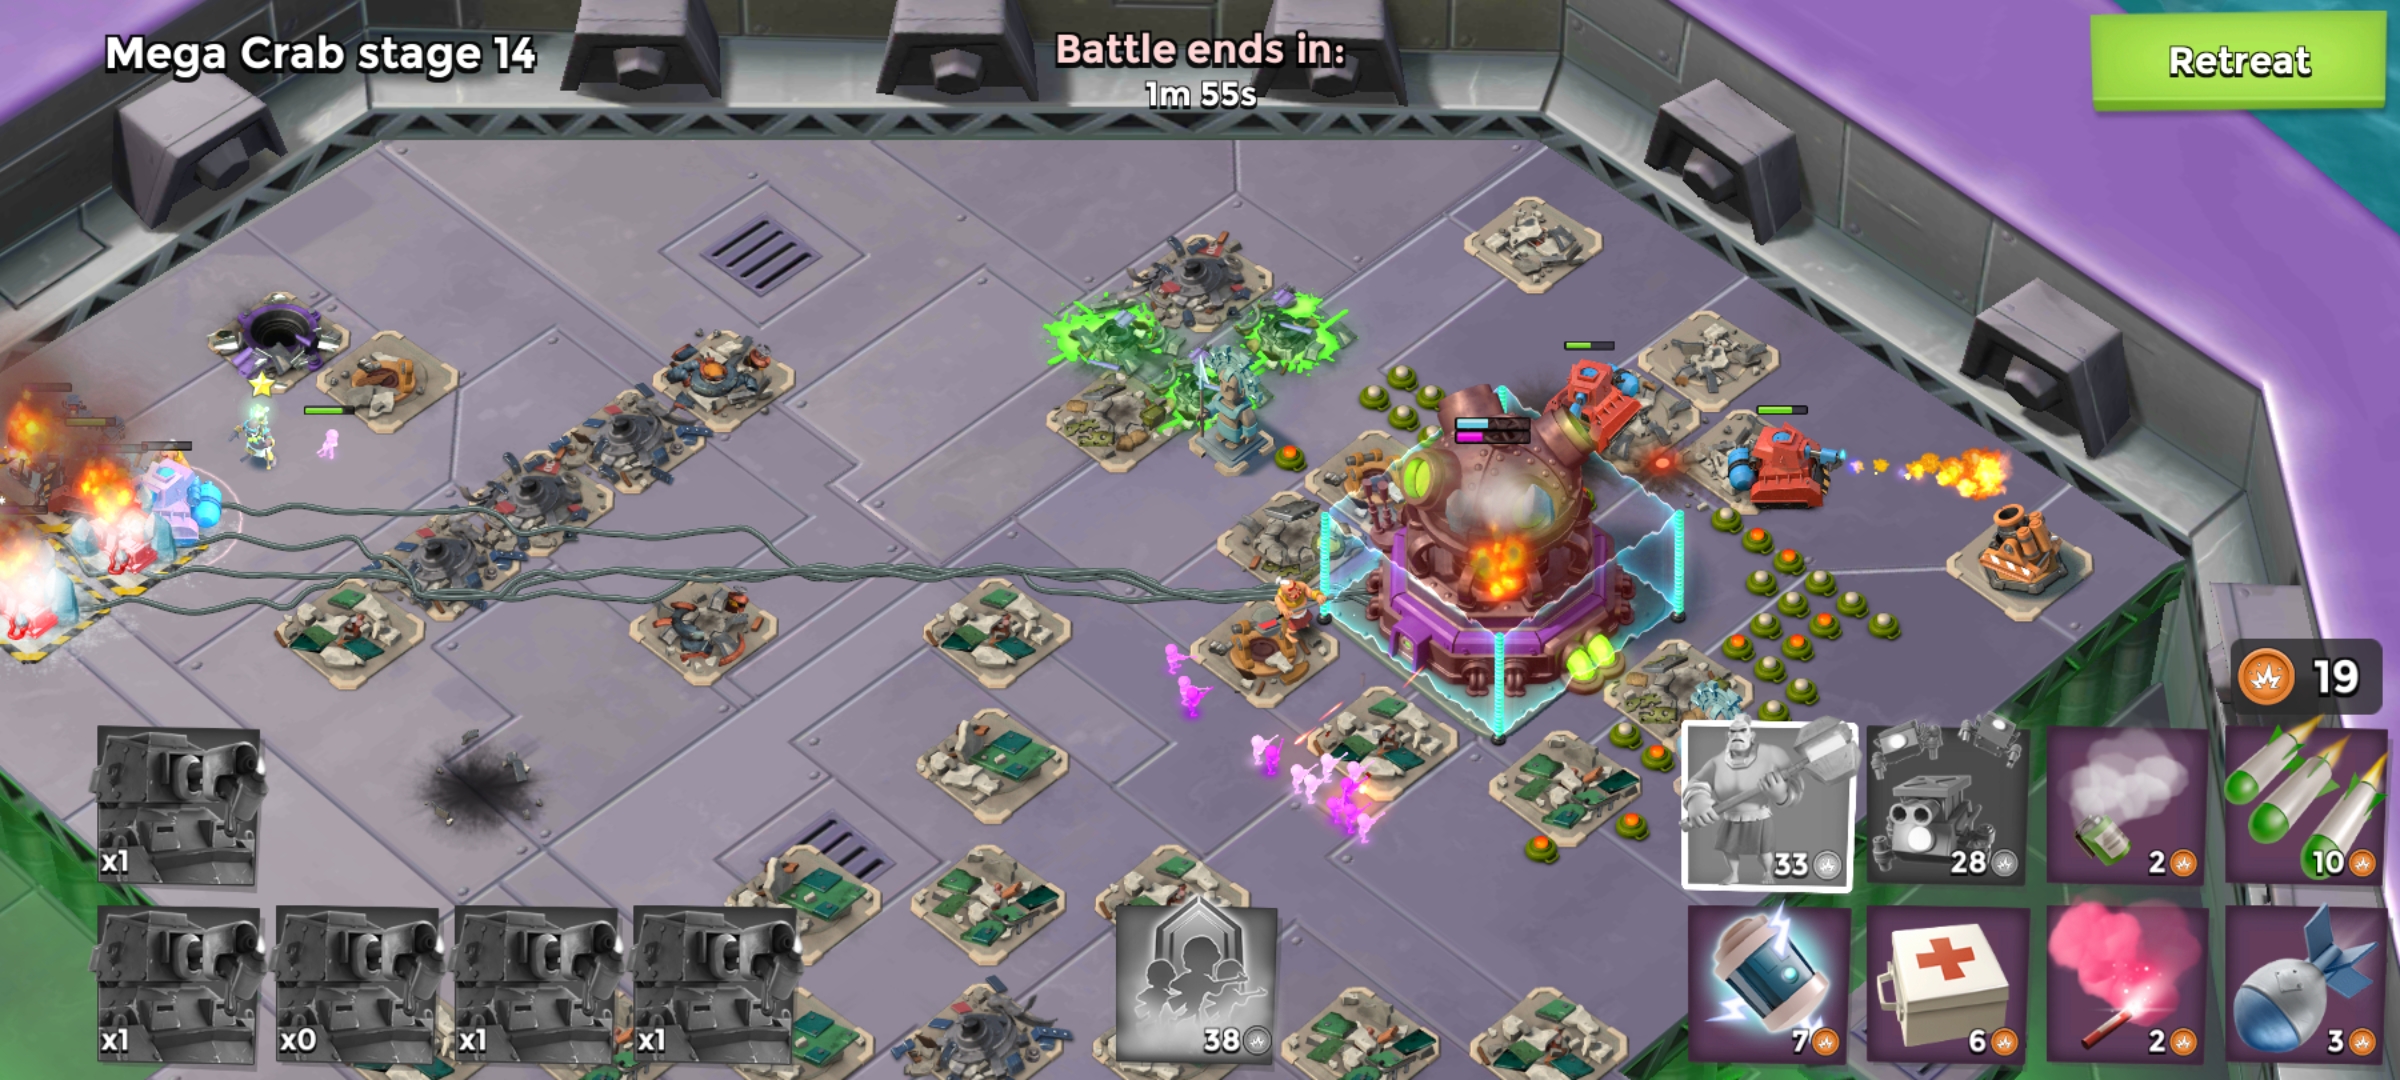 Mega Crab stage 14
Battle ends in:
1m 55s
Retreat
19
x1
33
28
2
10
x1
x0
x1
x1
38
7
6
2
3